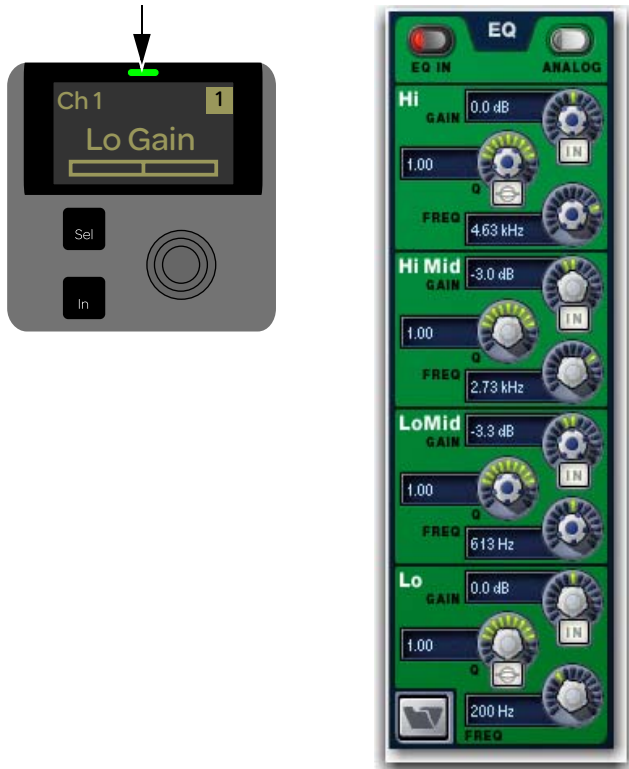 Ch 1 1
Lo Gain
Sel
In
EQ
EQ IN ANALOG
Hi 0.0 dB
GAIN
IN
1.00
Q
FREQ
4.63 kHz
Hi Mid -3.0 dB
GAIN
IN
1.00
Q
FREQ
2.73 kHz
LoMid -3.3 dB
GAIN
IN
1.00
Q
FREQ
613 Hz
Lo 0.0 dB
GAIN
IN
1.00
Q
200 Hz
FREQ